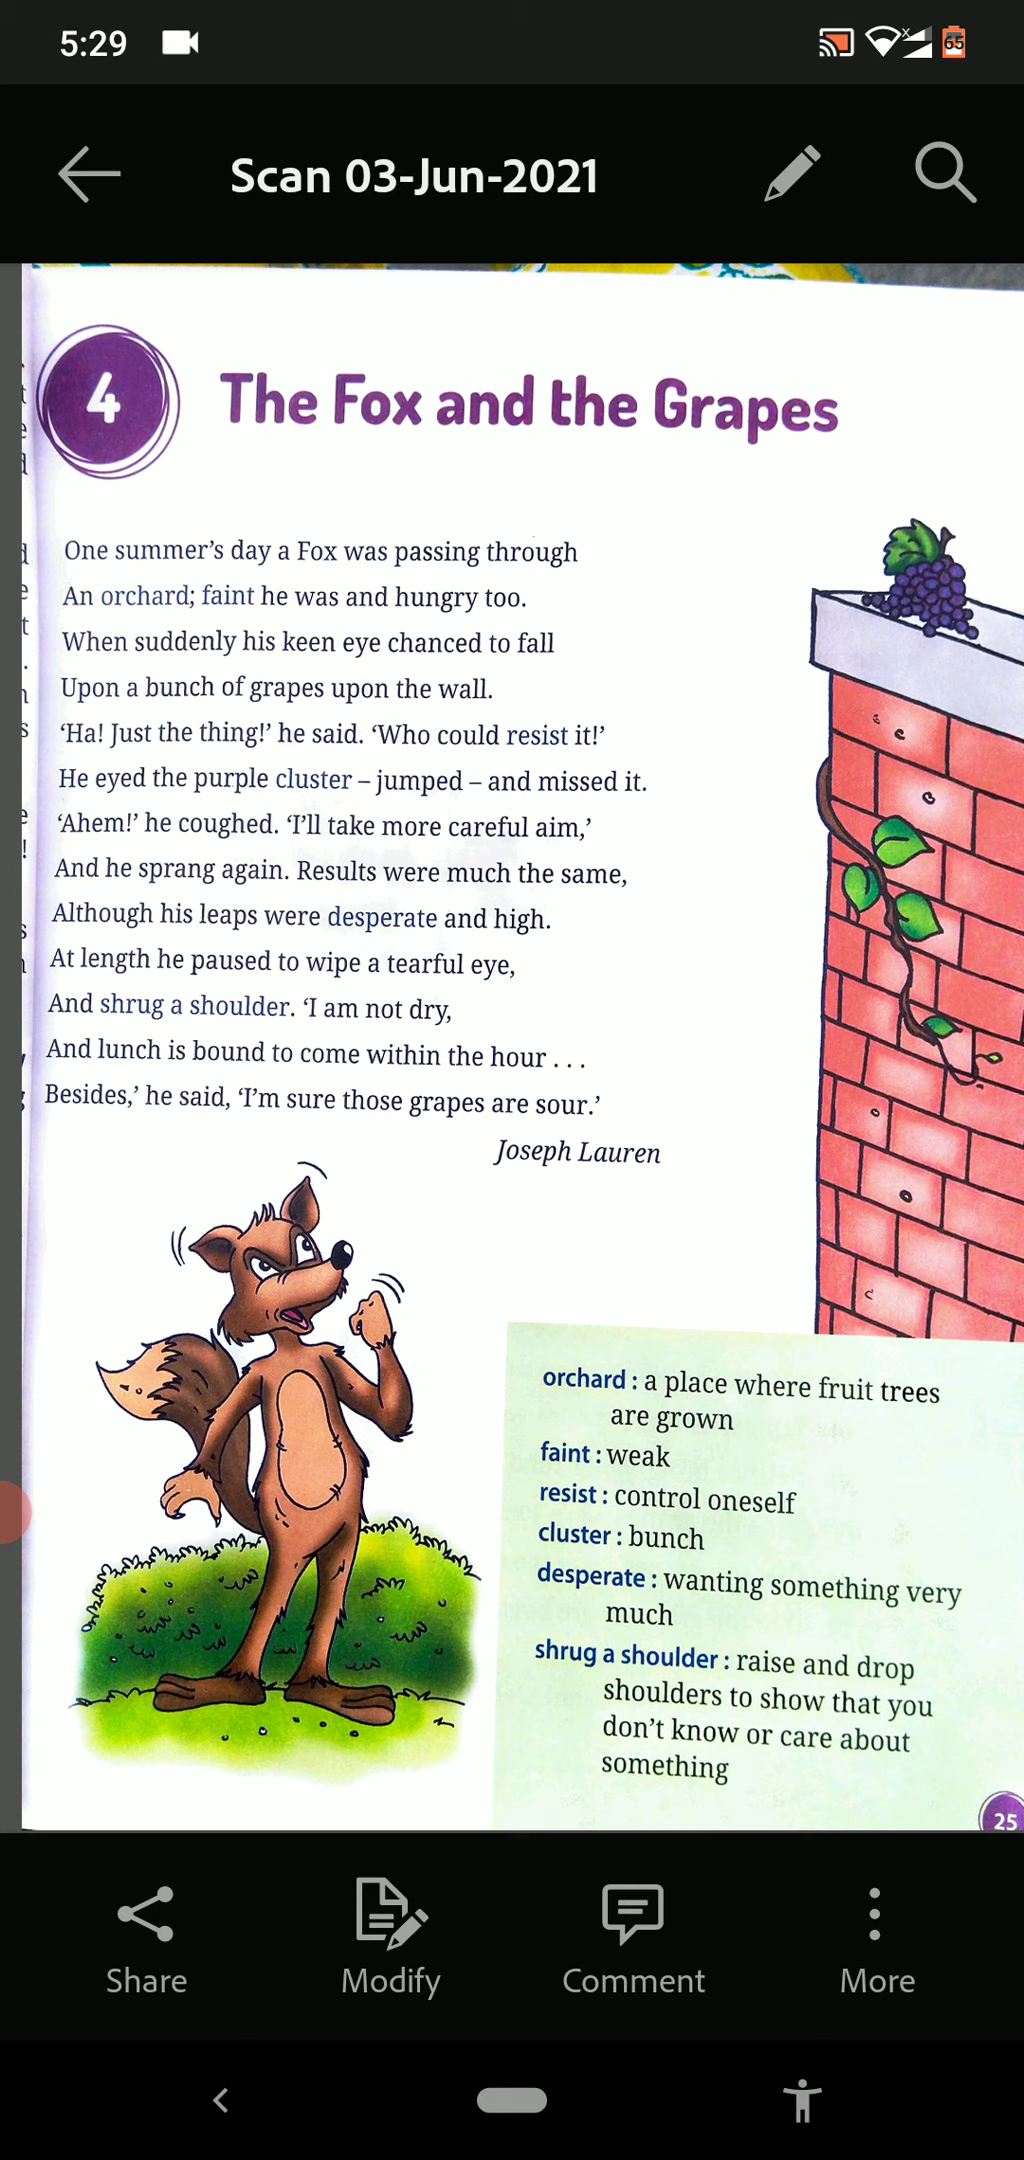 5:29
65
Scan 03-Jun-2021
4
The Fox and the Grapes
One summer’s day a Fox was passing through
An orchard; faint he was and hungry too.
When suddenly his keen eye chanced to fall
Upon a bunch of grapes upon the wall.
‘Ha! Just the thing!’ he said. ‘Who could resist it!’
He eyed the purple cluster – jumped – and missed it.
‘Ahem!’ he coughed. ‘I’ll take more careful aim,’
And he sprang again. Results were much the same,
Although his leaps were desperate and high.
At length he paused to wipe a tearful eye,
And shrug a shoulder. ‘I am not dry,
And lunch is bound to come within the hour . . .
Besides,’ he said, ‘I’m sure those grapes are sour.’
Joseph Lauren
orchard : a place where fruit trees
are grown
faint : weak
resist : control oneself
cluster : bunch
desperate : wanting something very
much
shrug a shoulder : raise and drop
shoulders to show that you
don’t know or care about
something
25
Share
Modify
Comment
More